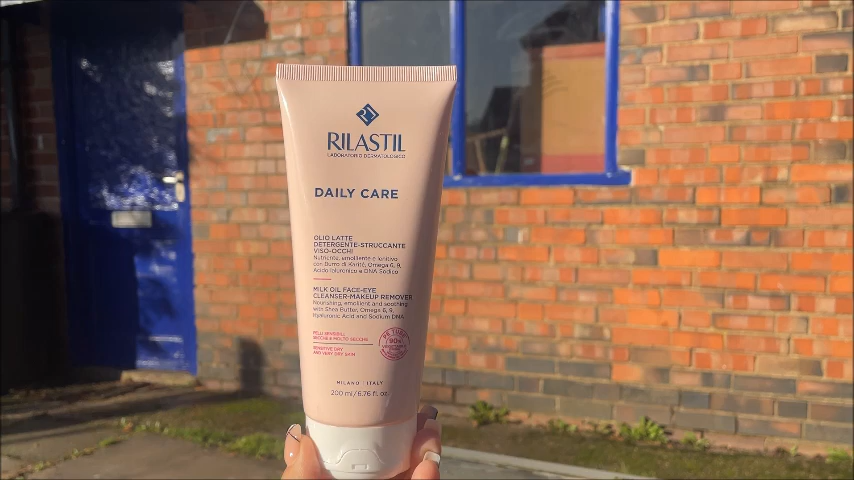 RILASTIL
LABORATORIO DERMATOLOGICO
DAILY CARE
OLIO LATTE
DETERGENTE-STRUCCANTE
VISO-OCCHI
Nutriente, emolliente e lenitivo
con Burro di Karité, Omega 6, 9,
Acido Ialuronico e DNA Sodico
MILK OIL FACE-EYE
CLEANSER-MAKEUP REMOVER
Nourishing, emollient and soothing
with Shea Butter, Omega 6, 9,
Hyaluronic Acid and Sodium DNA
PELLI SENSIBILI,
SECCHE E MOLTO SECCHE
SENSITIVE DRY
AND VERY DRY SKIN
PE TUBE
90%
MILANO ITALY
200 ml / 6.76 fl. oz.